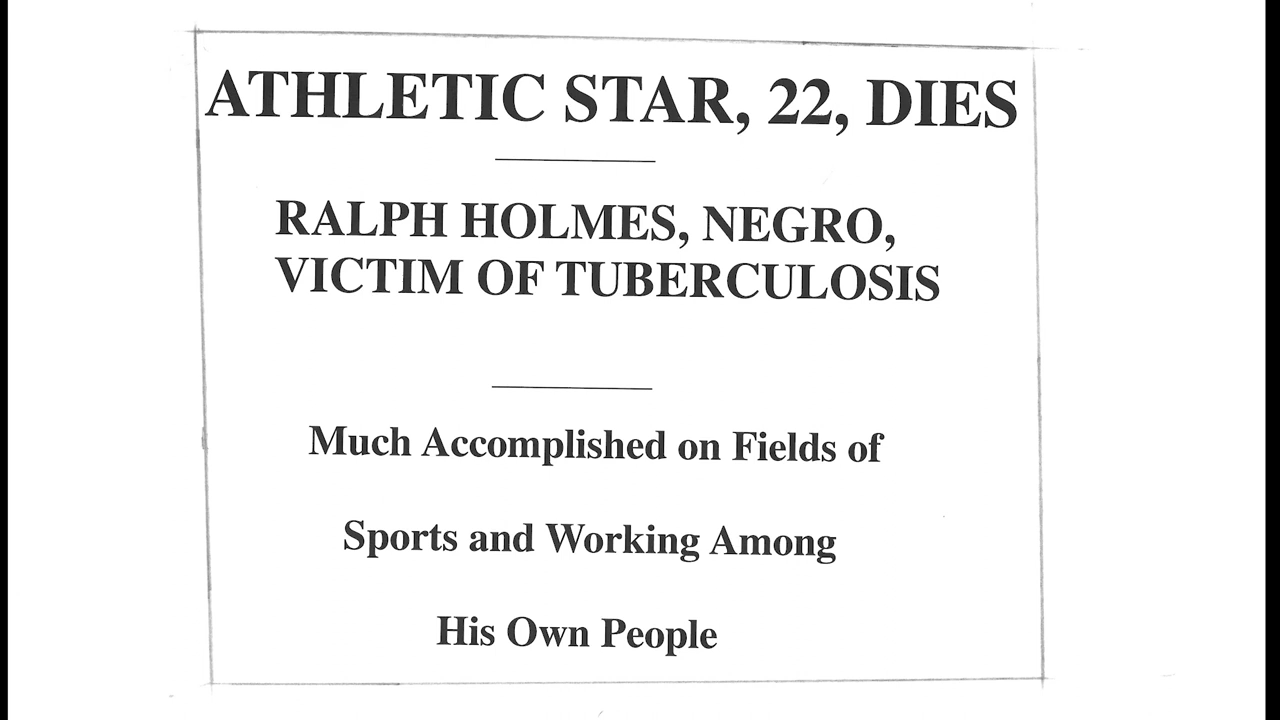 ATHLETIC STAR, 22, DIES
RALPH HOLMES, NEGRO,
VICTIM OF TUBERCULOSIS
Much Accomplished on Fields of
Sports and Working Among
His Own People